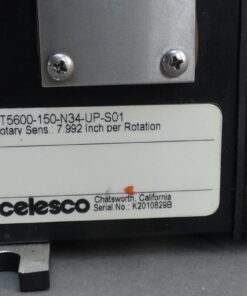 T5600-150-N34-UP-S01
otary Sens.: 7.992 Inch per Rotation
celesco
Chatsworth, California
Serial No.: K2010829B